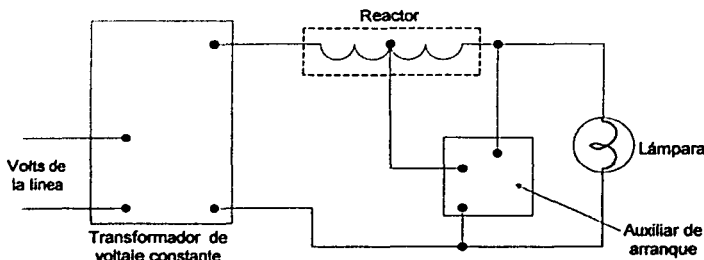 Reactor
Volts de
la línea
Lámpara
Auxiliar de
arranque
Transformador de
voltaje constante